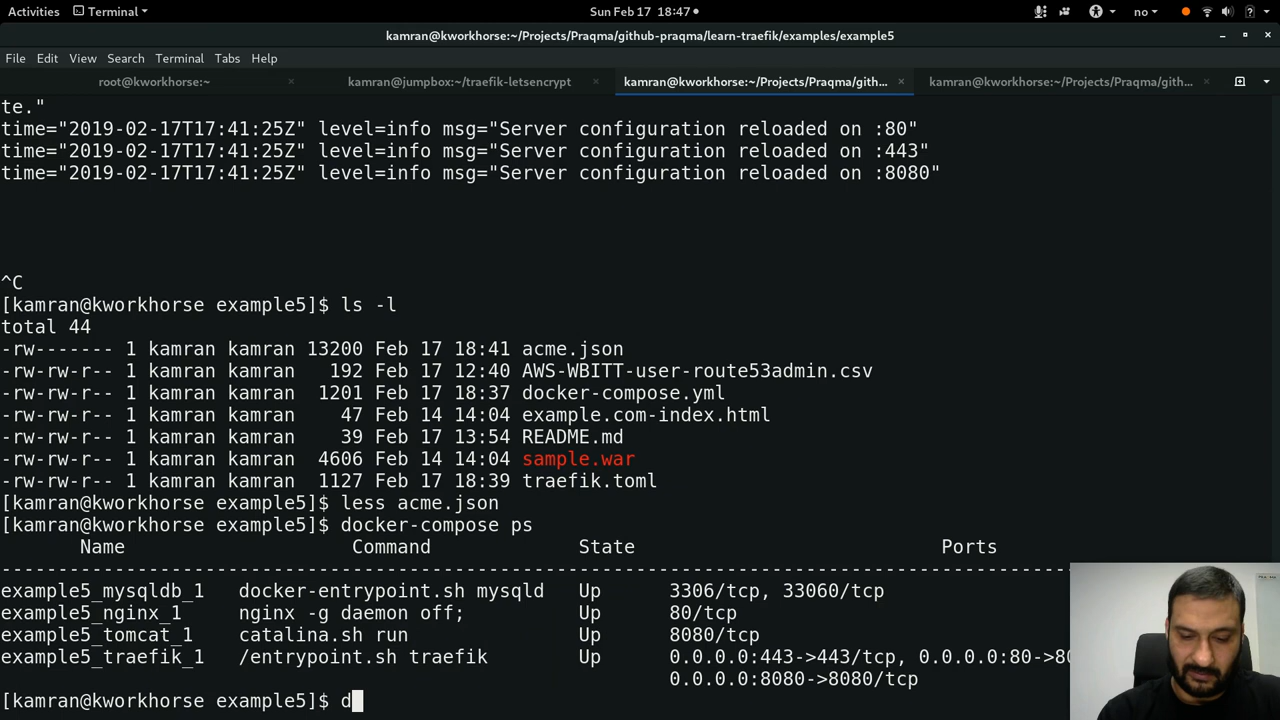 Activities Terminal Sun Feb 17 18:47 no
kamran@kworkhorse:~/Projects/Praqma/github-praqma/learn-traefik/examples/example5
File Edit View Search Terminal Tabs Help
root@kworkhorse:~ kamran@jumpbox:~/traefik-letsencrypt kamran@kworkhorse:~/Projects/Praqma/gith... kamran@kworkhorse:~/Projects/Praqma/gith...
te."
time="2019-02-17T17:41:25Z" level=info msg="Server configuration reloaded on :80"
time="2019-02-17T17:41:25Z" level=info msg="Server configuration reloaded on :443"
time="2019-02-17T17:41:25Z" level=info msg="Server configuration reloaded on :8080"
^C
[kamran@kworkhorse example5]$ ls -l
total 44
-rw------- 1 kamran kamran 13200 Feb 17 18:41 acme.json
-rw-rw-r-- 1 kamran kamran 192 Feb 17 12:40 AWS-WBITT-user-route53admin.csv
-rw-rw-r-- 1 kamran kamran 1201 Feb 17 18:37 docker-compose.yml
-rw-rw-r-- 1 kamran kamran 47 Feb 14 14:04 example.com-index.html
-rw-rw-r-- 1 kamran kamran 39 Feb 17 13:54 README.md
-rw-rw-r-- 1 kamran kamran 4606 Feb 14 14:04 sample.war
-rw-rw-r-- 1 kamran kamran 1127 Feb 17 18:39 traefik.toml
[kamran@kworkhorse example5]$ less acme.json
[kamran@kworkhorse example5]$ docker-compose ps
Name Command State Ports
--------------------------------------------------------------------------------------------------
example5_mysqldb_1 docker-entrypoint.sh mysqld Up 3306/tcp, 33060/tcp
example5_nginx_1 nginx -g daemon off; Up 80/tcp
example5_tomcat_1 catalina.sh run Up 8080/tcp
example5_traefik_1 /entrypoint.sh traefik Up 0.0.0.0:443->443/tcp, 0.0.0.0:80->80
0.0.0.0:8080->8080/tcp
[kamran@kworkhorse example5]$ d